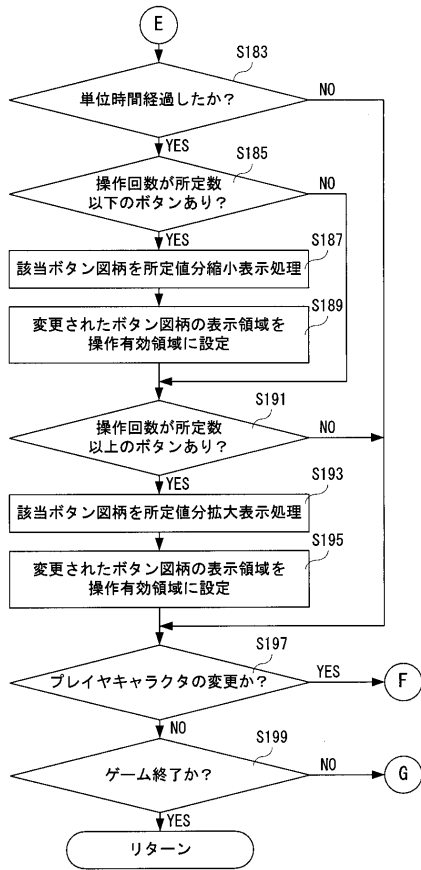 E
S183
単位時間経過したか？
NO
YES
S185
操作回数が所定数
以下のボタンあり？
NO
YES
S187
該当ボタン図柄を所定値分縮小表示処理
S189
変更されたボタン図柄の表示領域を
操作有効領域に設定
S191
操作回数が所定数
以上のボタンあり？
NO
YES
S193
該当ボタン図柄を所定値分拡大表示処理
S195
変更されたボタン図柄の表示領域を
操作有効領域に設定
S197
プレイヤキャラクタの変更か？
YES
F
NO
S199
ゲーム終了か？
NO
G
YES
リターン